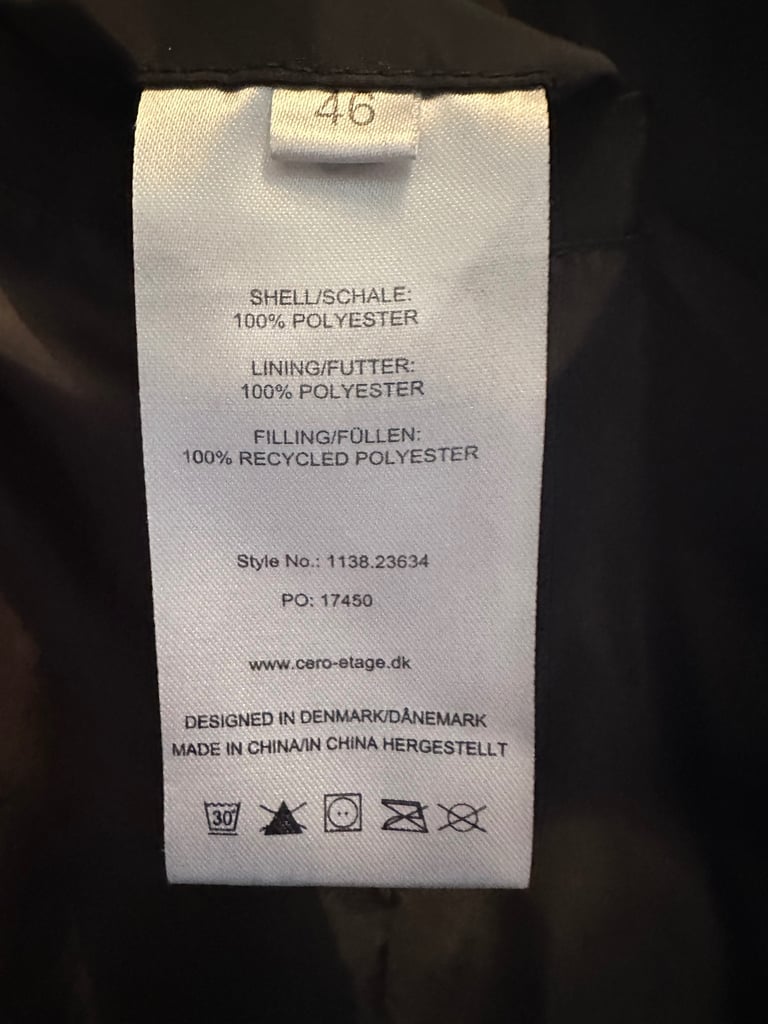 46
SHELL/SCHALE:
100% POLYESTER
LINING/FUTTER:
100% POLYESTER
FILLING/FÜLLEN:
100% RECYCLED POLYESTER
Style No.: 1138.23634
PO: 17450
www.cero-etage.dk
DESIGNED IN DENMARK/DÄNEMARK
MADE IN CHINA/IN CHINA HERGESTELLT
30°